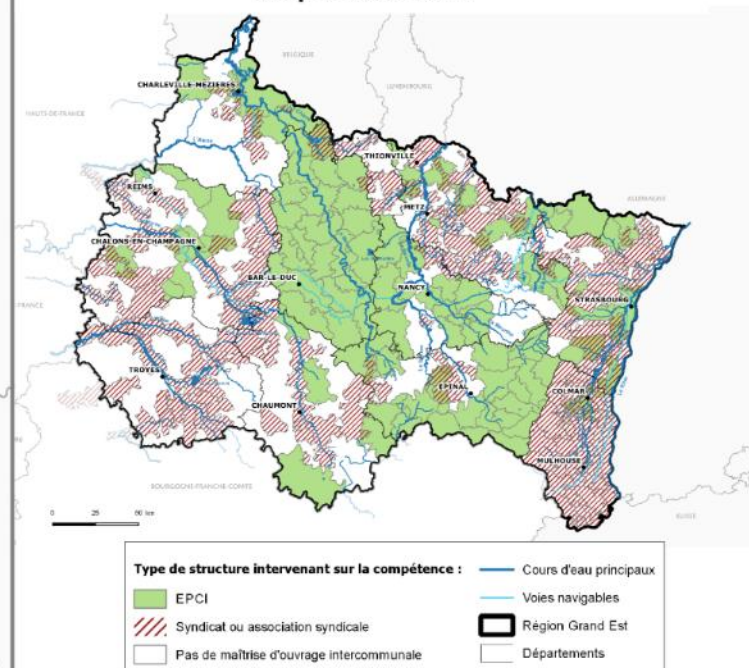 BELGIQUE
LUXEMBOURG
CHARLEVILLE-MEZIERES
HAUTS-DE-FRANCE
L'Aisne
THIONVILLE
REIMS
ALLEMAGNE
METZ
CHALONS-EN-CHAMPAGNE
BAR-LE-DUC
NANCY
STRASBOURG
FRANCE
TROYES
EPINAL
COLMAR
CHAUMONT
MULHOUSE
BOURGOGNE-FRANCHE-COMTE
SUISSE
0 25 50 km
Type de structure intervenant sur la compétence :
EPCI
Syndicat ou association syndicale
Pas de maîtrise d'ouvrage intercommunale
Cours d'eau principaux
Voies navigables
Région Grand Est
Départements